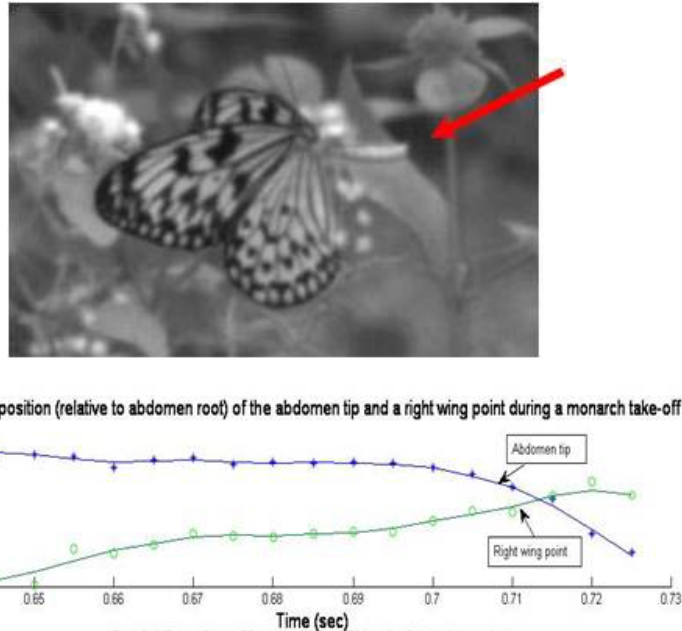 position (relative to abdomen root) of the abdomen tip and a right wing point during a monarch take-off
Abdomen tip
Right wing point
0.65 0.66 0.67 0.68 0.69 0.7 0.71 0.72 0.73
Time (sec)